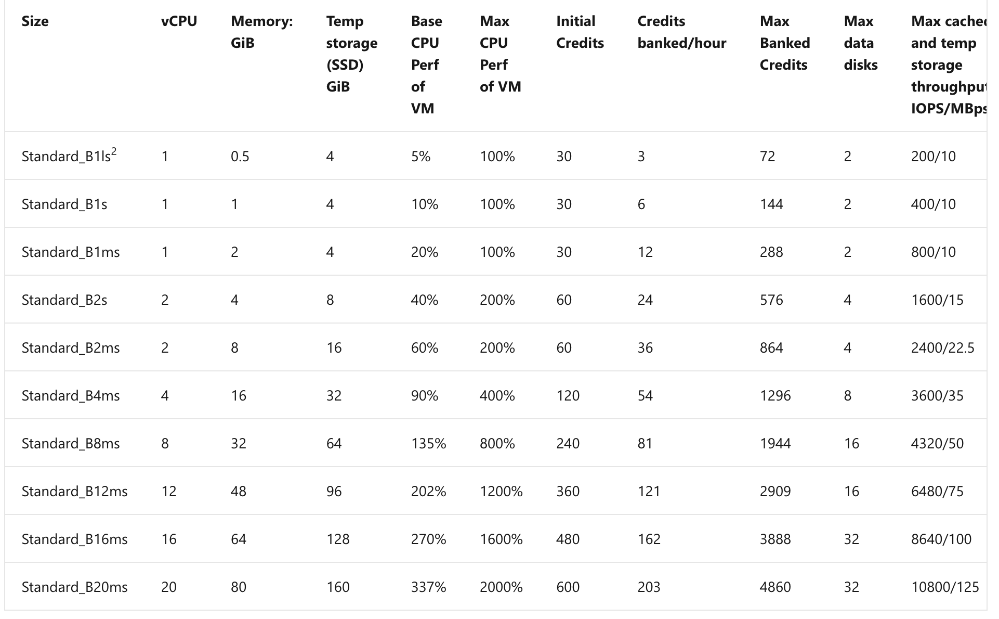 Size vCPU Memory: Temp Base Max Initial Credits Max Max Max cached
GiB storage CPU CPU Credits banked/hour Banked data and temp
(SSD) Perf Perf Credits disks storage
GiB of of VM throughput
VM IOPS/MBps
Standard_B1ls2 1 0.5 4 5% 100% 30 3 72 2 200/10
Standard_B1s 1 1 4 10% 100% 30 6 144 2 400/10
Standard_B1ms 1 2 4 20% 100% 30 12 288 2 800/10
Standard_B2s 2 4 8 40% 200% 60 24 576 4 1600/15
Standard_B2ms 2 8 16 60% 200% 60 36 864 4 2400/22.5
Standard_B4ms 4 16 32 90% 400% 120 54 1296 8 3600/35
Standard_B8ms 8 32 64 135% 800% 240 81 1944 16 4320/50
Standard_B12ms 12 48 96 202% 1200% 360 121 2909 16 6480/75
Standard_B16ms 16 64 128 270% 1600% 480 162 3888 32 8640/100
Standard_B20ms 20 80 160 337% 2000% 600 203 4860 32 10800/125